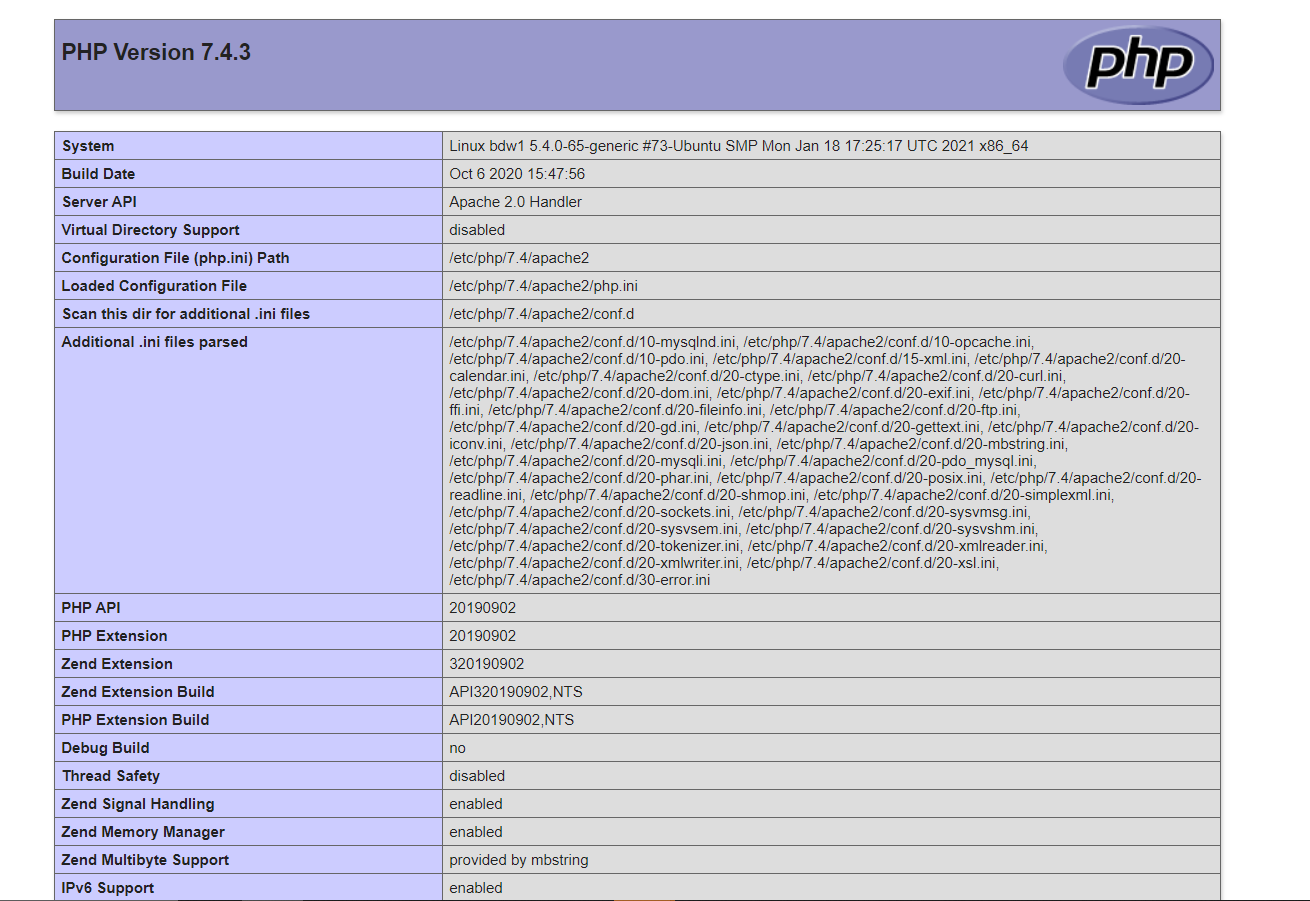 PHP Version 7.4.3
php
System Linux bdw1 5.4.0-65-generic #73-Ubuntu SMP Mon Jan 18 17:25:17 UTC 2021 x86_64
Build Date Oct 6 2020 15:47:56
Server API Apache 2.0 Handler
Virtual Directory Support disabled
Configuration File (php.ini) Path /etc/php/7.4/apache2
Loaded Configuration File /etc/php/7.4/apache2/php.ini
Scan this dir for additional .ini files /etc/php/7.4/apache2/conf.d
Additional .ini files parsed /etc/php/7.4/apache2/conf.d/10-mysqlnd.ini, /etc/php/7.4/apache2/conf.d/10-opcache.ini,
/etc/php/7.4/apache2/conf.d/10-pdo.ini, /etc/php/7.4/apache2/conf.d/15-xml.ini, /etc/php/7.4/apache2/conf.d/20-
calendar.ini, /etc/php/7.4/apache2/conf.d/20-ctype.ini, /etc/php/7.4/apache2/conf.d/20-curl.ini,
/etc/php/7.4/apache2/conf.d/20-dom.ini, /etc/php/7.4/apache2/conf.d/20-exif.ini, /etc/php/7.4/apache2/conf.d/20-
ffi.ini, /etc/php/7.4/apache2/conf.d/20-fileinfo.ini, /etc/php/7.4/apache2/conf.d/20-ftp.ini,
/etc/php/7.4/apache2/conf.d/20-gd.ini, /etc/php/7.4/apache2/conf.d/20-gettext.ini, /etc/php/7.4/apache2/conf.d/20-
iconv.ini, /etc/php/7.4/apache2/conf.d/20-json.ini, /etc/php/7.4/apache2/conf.d/20-mbstring.ini,
/etc/php/7.4/apache2/conf.d/20-mysqli.ini, /etc/php/7.4/apache2/conf.d/20-pdo_mysql.ini,
/etc/php/7.4/apache2/conf.d/20-phar.ini, /etc/php/7.4/apache2/conf.d/20-posix.ini, /etc/php/7.4/apache2/conf.d/20-
readline.ini, /etc/php/7.4/apache2/conf.d/20-shmop.ini, /etc/php/7.4/apache2/conf.d/20-simplexml.ini,
/etc/php/7.4/apache2/conf.d/20-sockets.ini, /etc/php/7.4/apache2/conf.d/20-sysvmsg.ini,
/etc/php/7.4/apache2/conf.d/20-sysvsem.ini, /etc/php/7.4/apache2/conf.d/20-sysvshm.ini,
/etc/php/7.4/apache2/conf.d/20-tokenizer.ini, /etc/php/7.4/apache2/conf.d/20-xmlreader.ini,
/etc/php/7.4/apache2/conf.d/20-xmlwriter.ini, /etc/php/7.4/apache2/conf.d/20-xsl.ini,
/etc/php/7.4/apache2/conf.d/30-error.ini
PHP API 20190902
PHP Extension 20190902
Zend Extension 320190902
Zend Extension Build API320190902,NTS
PHP Extension Build API20190902,NTS
Debug Build no
Thread Safety disabled
Zend Signal Handling enabled
Zend Memory Manager enabled
Zend Multibyte Support provided by mbstring
IPv6 Support enabled